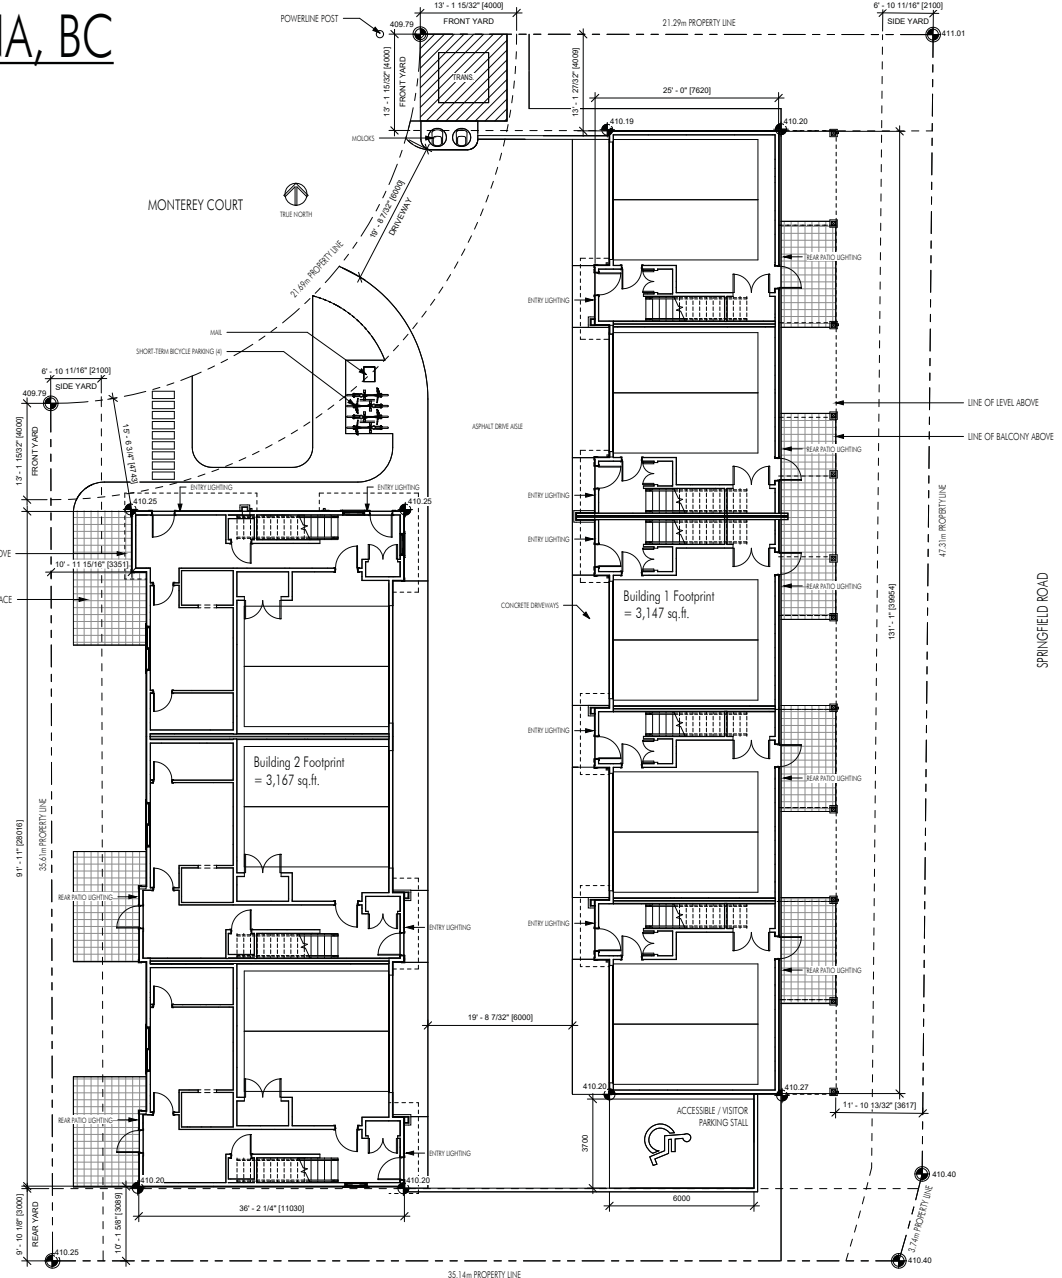 NA, BC
POWERLINE POST
13' - 1 15/32" [4000]
FRONT YARD
409.79
21.29m PROPERTY LINE
6' - 10 11/16" [2100]
SIDE YARD
411.01
13' - 1 15/32" [4000]
FRONT YARD
TRANS.
13' - 1 27/32" [4009]
25' - 0" [7620]
MOLOKS
410.19
410.20
MONTEREY COURT
TRUE NORTH
19' - 8 7/32" [6000]
DRIVEWAY
21.69m PROPERTY LINE
REAR PATIO LIGHTING
ENTRY LIGHTING
MAIL
SHORT-TERM BICYCLE PARKING (4)
6' - 10 11/16" [2100]
SIDE YARD
409.79
13' - 1 15/32" [4000]
FRONT YARD
15' - 6 3/4" [4743]
ASPHALT DRIVE AISLE
LINE OF LEVEL ABOVE
LINE OF BALCONY ABOVE
REAR PATIO LIGHTING
ENTRY LIGHTING
ENTRY LIGHTING
ENTRY LIGHTING
410.25
410.25
ENTRY LIGHTING
47.31m PROPERTY LINE
OVE
10' - 11 15/16" [3351]
ACE
REAR PATIO LIGHTING
CONCRETE DRIVEWAYS
Building 1 Footprint
= 3,147 sq.ft.
131' - 1" [39954]
SPRINGFIELD ROAD
ENTRY LIGHTING
Building 2 Footprint
= 3,167 sq.ft.
REAR PATIO LIGHTING
91' - 11" [28016]
35.61m PROPERTY LINE
REAR PATIO LIGHTING
ENTRY LIGHTING
ENTRY LIGHTING
REAR PATIO LIGHTING
19' - 8 7/32" [6000]
410.20
410.27
REAR PATIO LIGHTING
ACCESSIBLE / VISITOR
PARKING STALL
11' - 10 13/32" [3617]
3700
ENTRY LIGHTING
410.20
410.20
410.40
6000
36' - 2 1/4" [11030]
9' - 10 1/8" [3000]
REAR YARD
10' - 1 5/8" [3089]
3.74m PROPERTY LINE
410.25
410.40
35.14m PROPERTY LINE